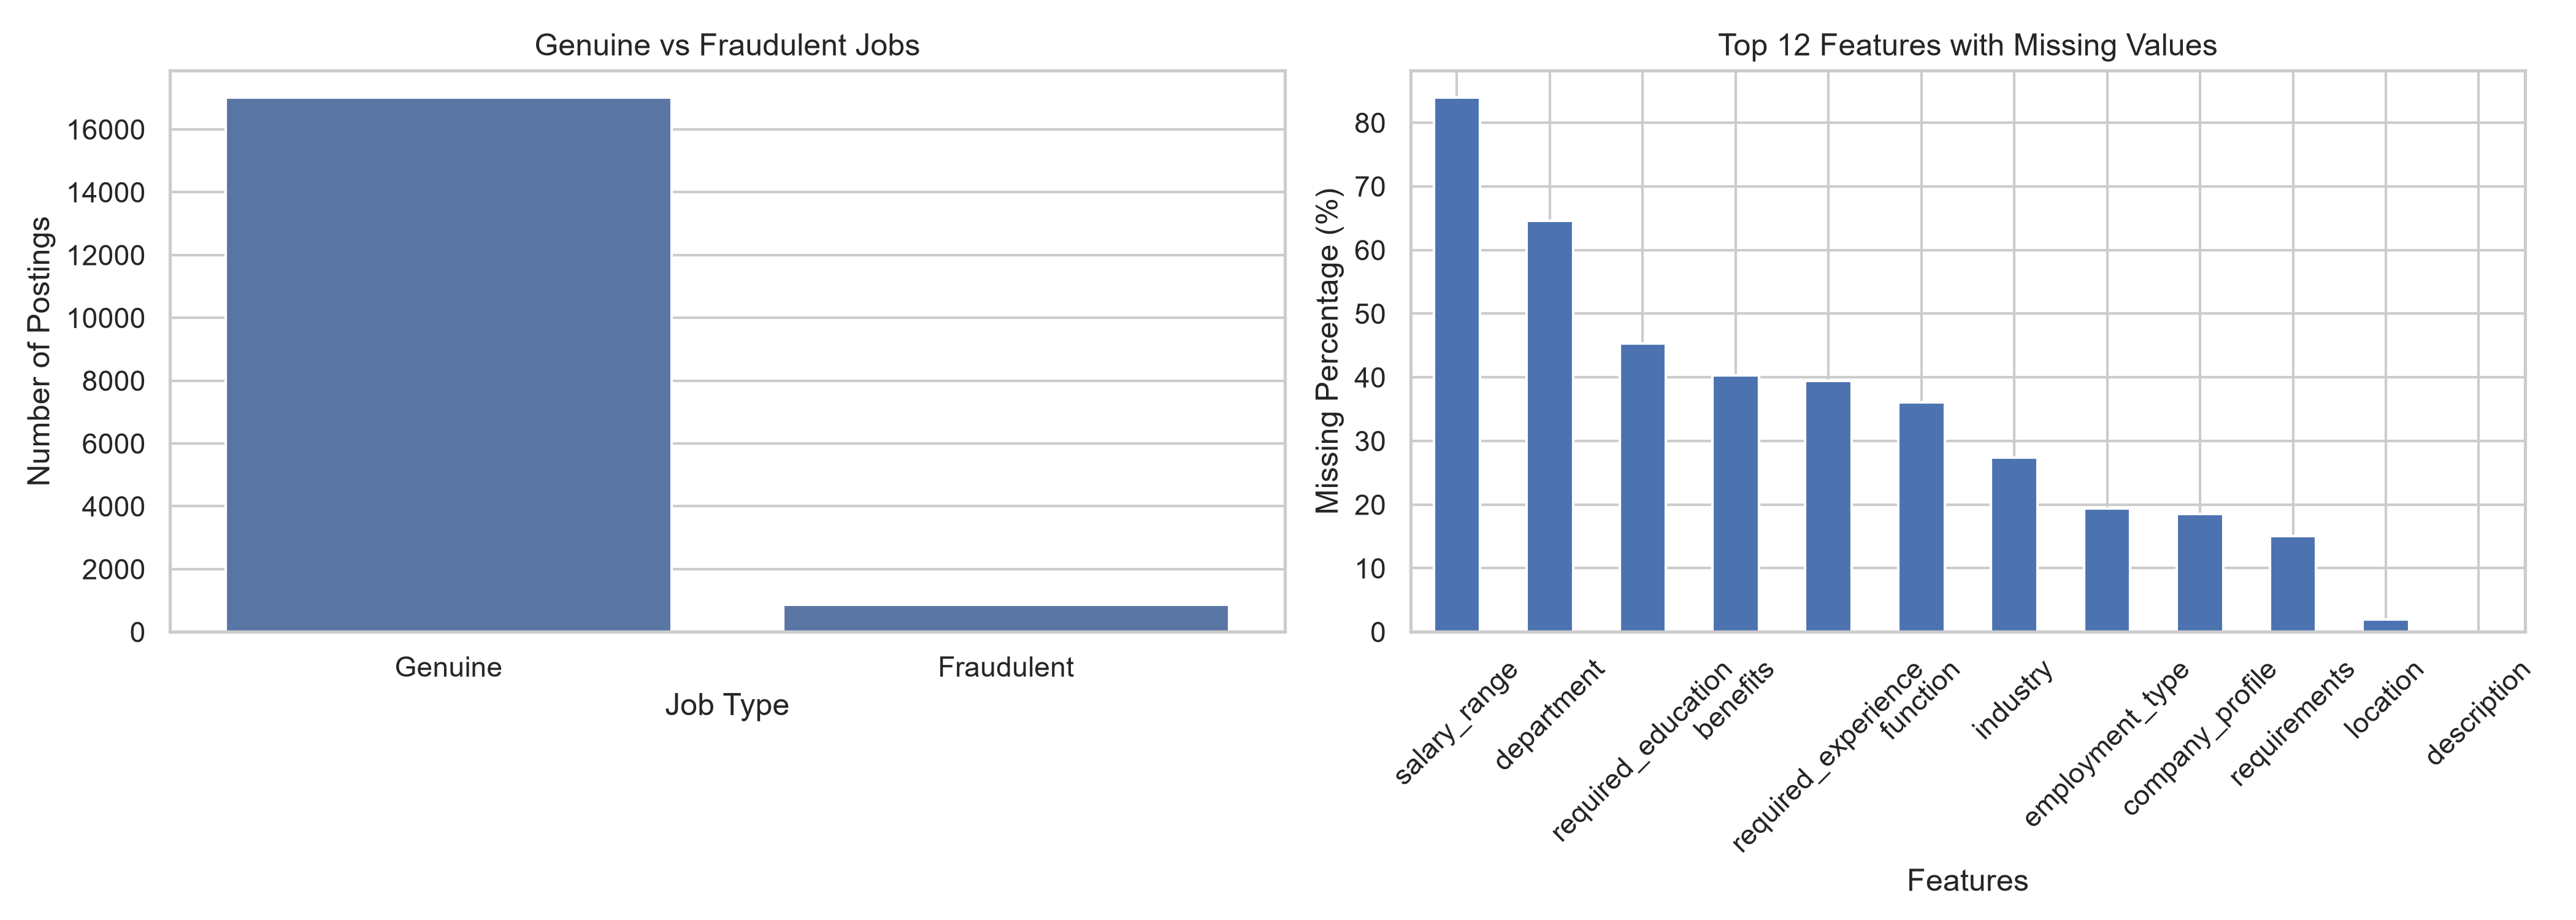 Genuine vs Fraudulent Jobs
Number of Postings
16000
14000
12000
10000
8000
6000
4000
2000
0
Genuine
Fraudulent
Job Type
Top 12 Features with Missing Values
Missing Percentage (%)
80
70
60
50
40
30
20
10
0
salary_range
department
required_education
benefits
required_experience
function
industry
employment_type
company_profile
requirements
location
description
Features